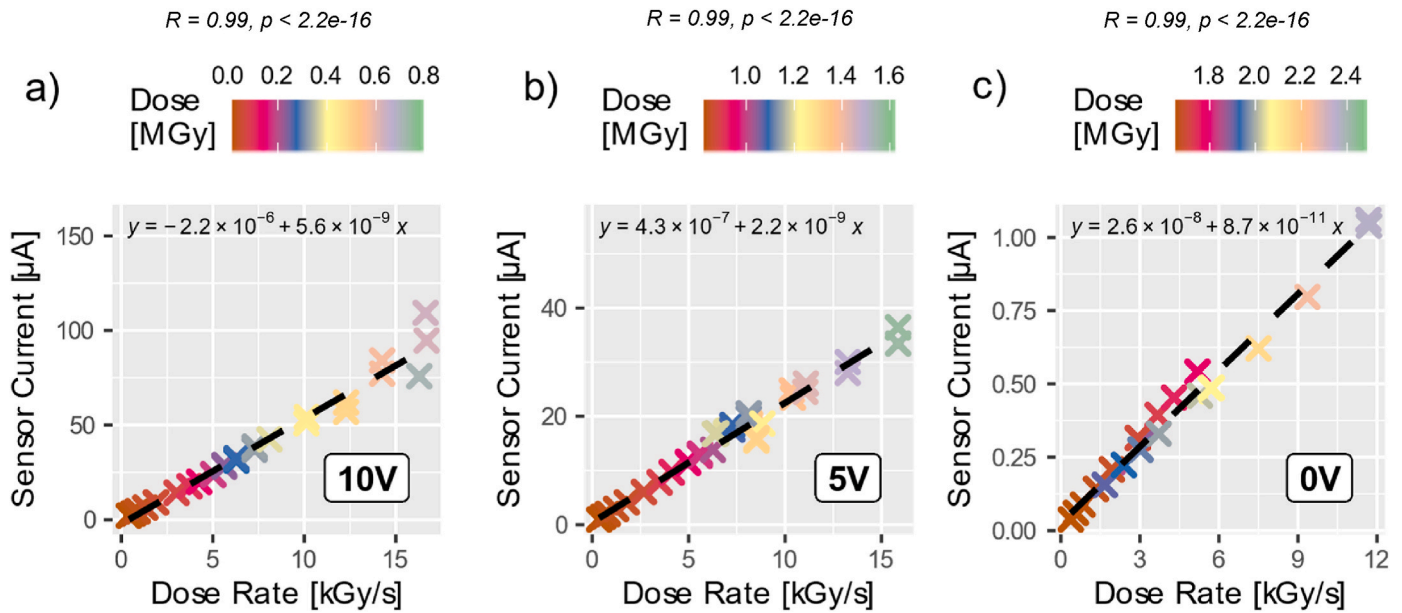 R = 0.99, p < 2.2e-16
a)
Dose
[MGy]
0.0 0.2 0.4 0.6 0.8
y = − 2.2 × 10⁻⁶ + 5.6 × 10⁻⁹ x
Sensor Current [µA]
150
100
50
0
10V
0 5 10 15
Dose Rate [kGy/s]
R = 0.99, p < 2.2e-16
b)
Dose
[MGy]
1.0 1.2 1.4 1.6
y = 4.3 × 10⁻⁷ + 2.2 × 10⁻⁹ x
Sensor Current [µA]
40
20
0
5V
0 5 10 15
Dose Rate [kGy/s]
R = 0.99, p < 2.2e-16
c)
Dose
[MGy]
1.8 2.0 2.2 2.4
y = 2.6 × 10⁻⁸ + 8.7 × 10⁻¹¹ x
Sensor Current [µA]
1.00
0.75
0.50
0.25
0.00
0V
0 3 6 9 12
Dose Rate [kGy/s]